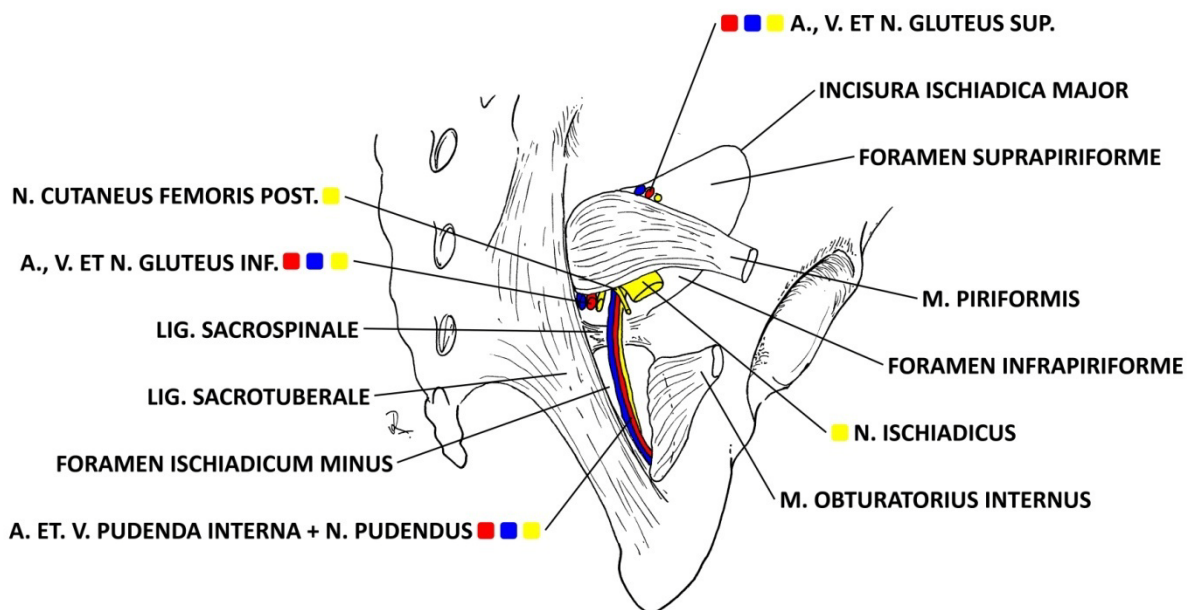 A., V. ET N. GLUTEUS SUP.
INCISURA ISCHIADICA MAJOR
FORAMEN SUPRAPIRIFORME
N. CUTANEUS FEMORIS POST.
A., V. ET N. GLUTEUS INF.
M. PIRIFORMIS
LIG. SACROSPINALE
FORAMEN INFRAPIRIFORME
LIG. SACROTUBERALE
N. ISCHIADICUS
FORAMEN ISCHIADICUM MINUS
M. OBTURATORIUS INTERNUS
A. ET. V. PUDENDA INTERNA + N. PUDENDUS